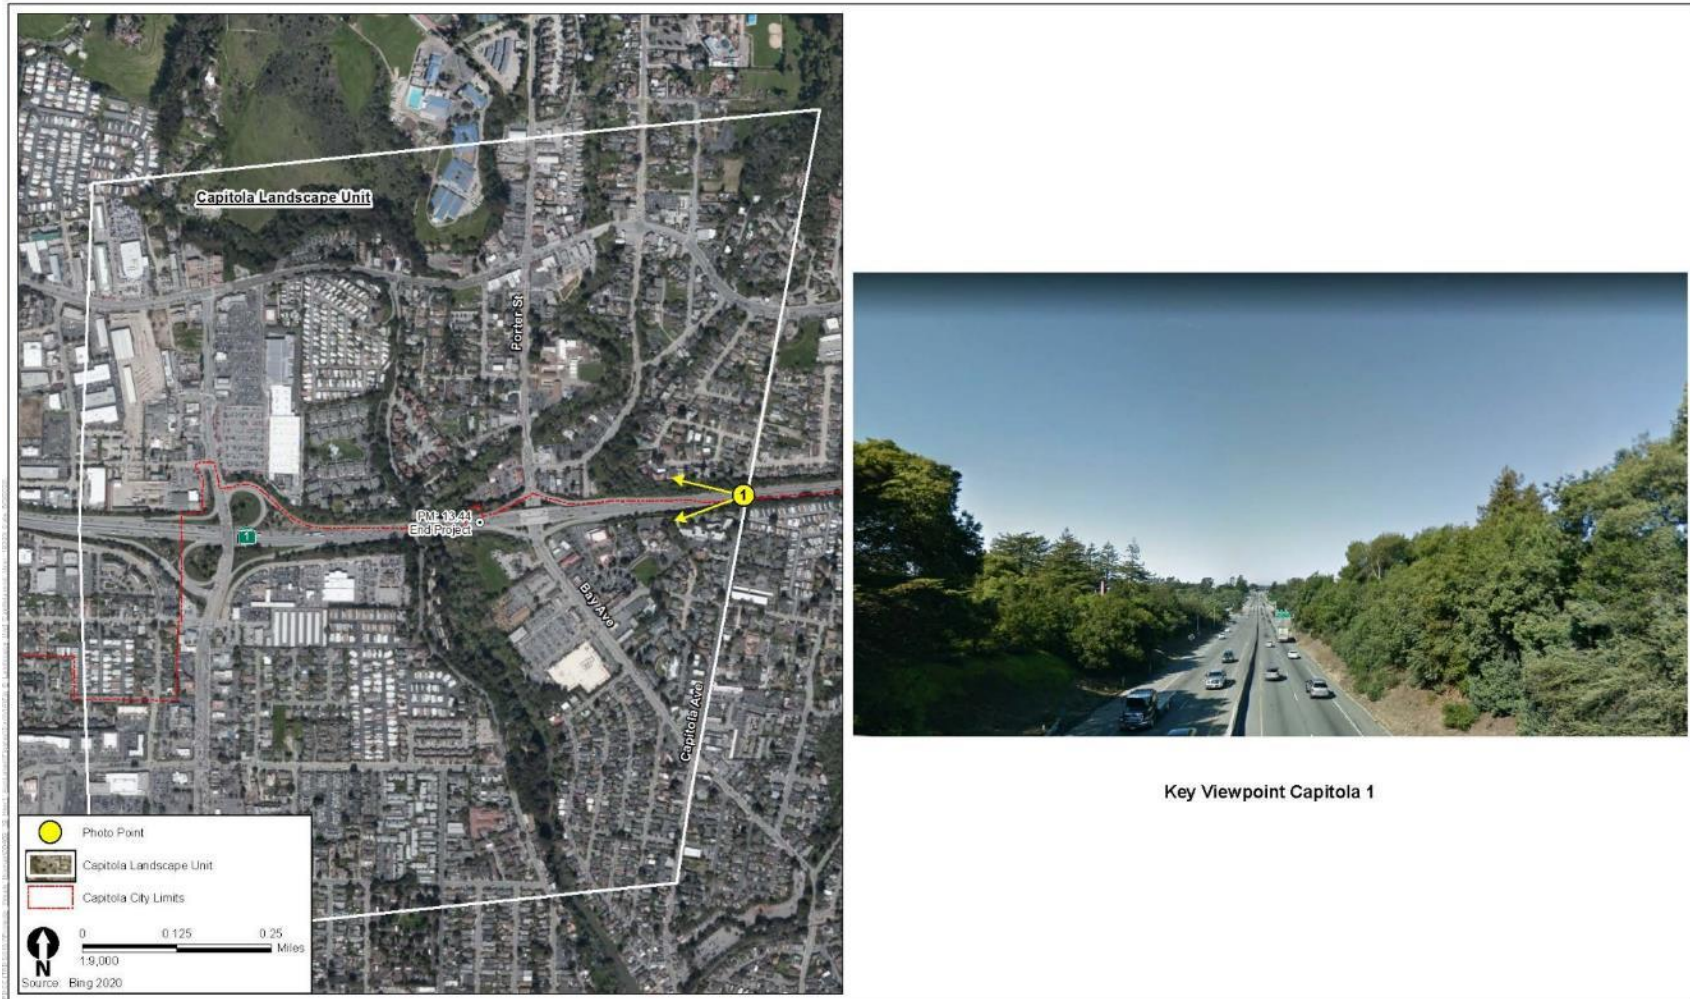 Capitola Landscape Unit
Porter St
1
PM: 13.44
End Project
1
Bay Ave
Capitola Ave
Photo Point
Capitola Landscape Unit
Capitola City Limits
0 0.125 0.25
Miles
1:9,000
N
Source: Bing 2020
Key Viewpoint Capitola 1